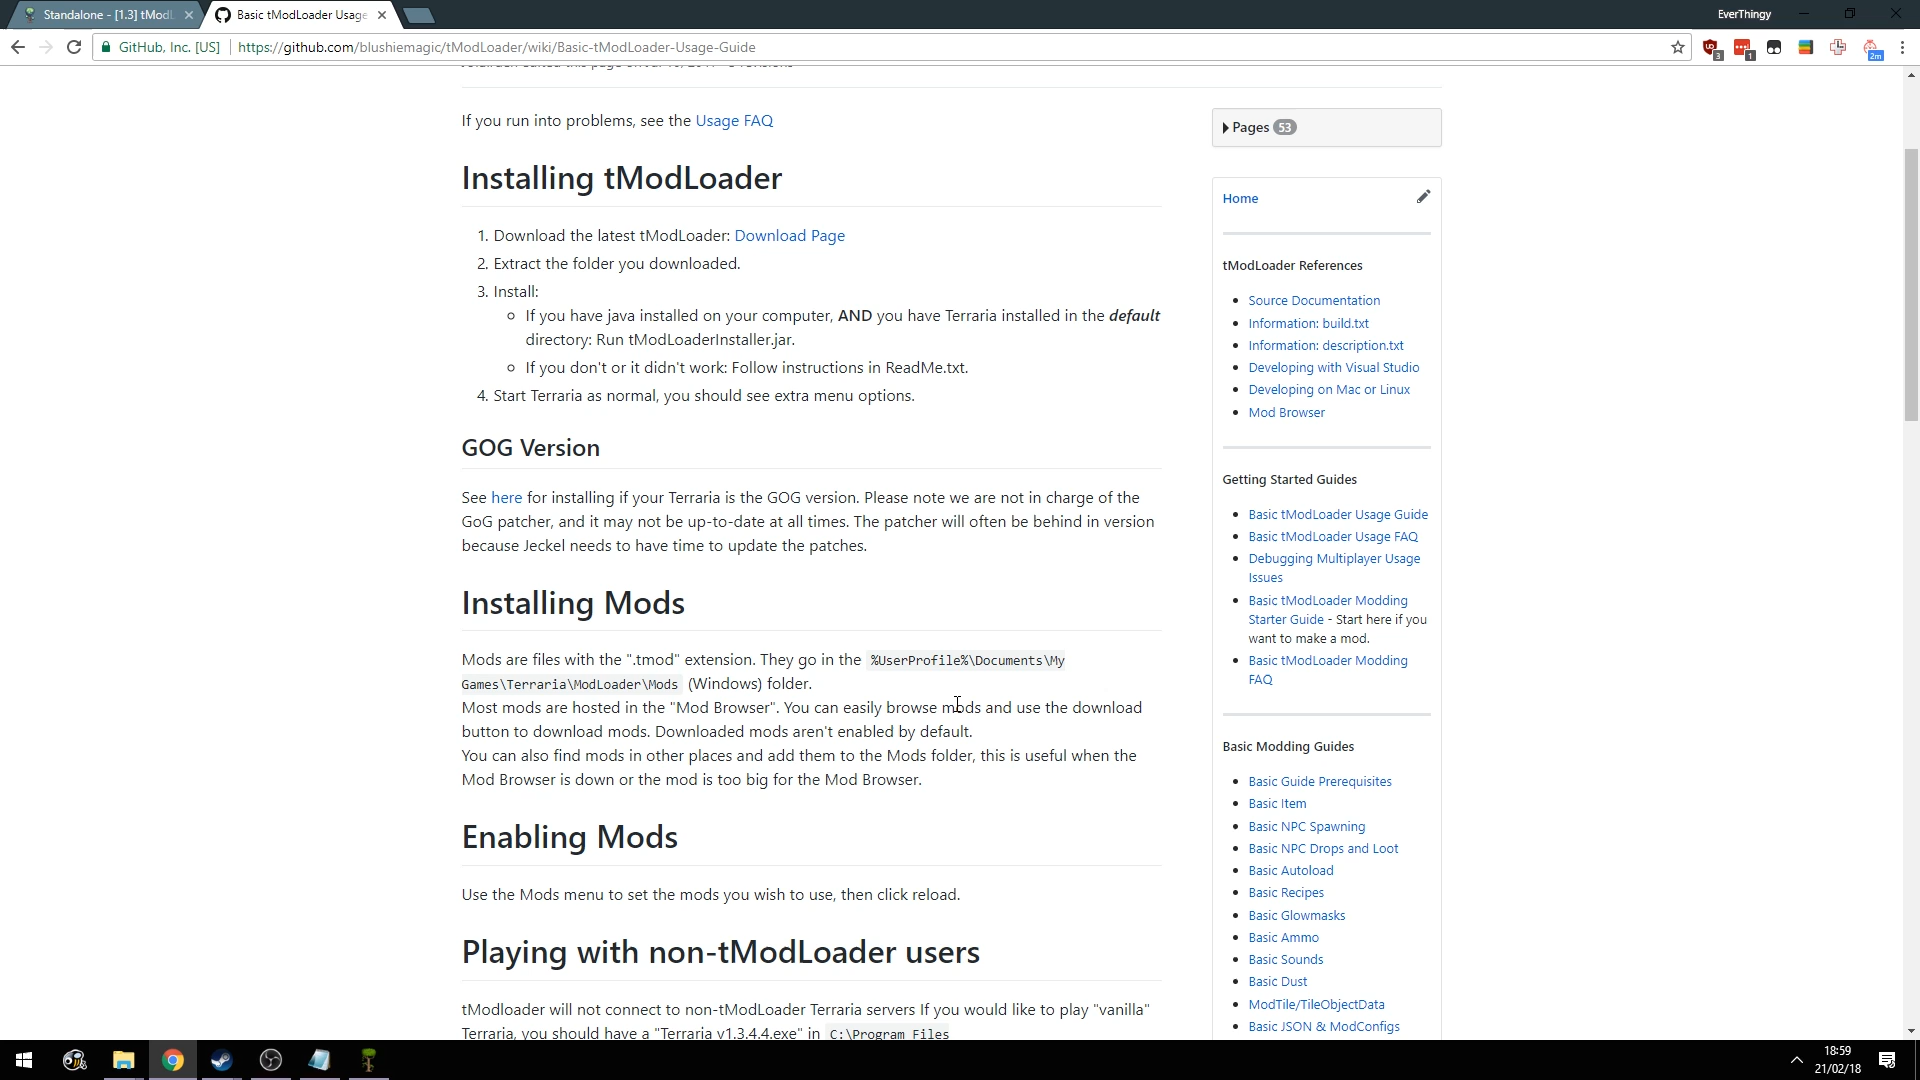 Standalone - [1.3] tModL
Basic tModLoader Usage
EverThingy
GitHub, Inc. [US]
https://github.com/blushiemagic/tModLoader/wiki/Basic-tModLoader-Usage-Guide
3
1
2m
If you run into problems, see the Usage FAQ
Installing tModLoader
1. Download the latest tModLoader: Download Page
2. Extract the folder you downloaded.
3. Install:
If you have java installed on your computer, AND you have Terraria installed in the default
directory: Run tModLoaderInstaller.jar.
If you don't or it didn't work: Follow instructions in ReadMe.txt.
4. Start Terraria as normal, you should see extra menu options.
GOG Version
See here for installing if your Terraria is the GOG version. Please note we are not in charge of the
GoG patcher, and it may not be up-to-date at all times. The patcher will often be behind in version
because Jeckel needs to have time to update the patches.
Installing Mods
Mods are files with the ".tmod" extension. They go in the %UserProfile%\Documents\My
Games\Terraria\ModLoader\Mods (Windows) folder.
Most mods are hosted in the "Mod Browser". You can easily browse mods and use the download
button to download mods. Downloaded mods aren't enabled by default.
You can also find mods in other places and add them to the Mods folder, this is useful when the
Mod Browser is down or the mod is too big for the Mod Browser.
Enabling Mods
Use the Mods menu to set the mods you wish to use, then click reload.
Playing with non-tModLoader users
tModloader will not connect to non-tModLoader Terraria servers If you would like to play "vanilla"
Terraria, you should have a "Terraria v1.3.4.4.exe" in C:\Program Files
Pages 53
Home
tModLoader References
Source Documentation
Information: build.txt
Information: description.txt
Developing with Visual Studio
Developing on Mac or Linux
Mod Browser
Getting Started Guides
Basic tModLoader Usage Guide
Basic tModLoader Usage FAQ
Debugging Multiplayer Usage
Issues
Basic tModLoader Modding
Starter Guide - Start here if you
want to make a mod.
Basic tModLoader Modding
FAQ
Basic Modding Guides
Basic Guide Prerequisites
Basic Item
Basic NPC Spawning
Basic NPC Drops and Loot
Basic Autoload
Basic Recipes
Basic Glowmasks
Basic Ammo
Basic Sounds
Basic Dust
ModTile/TileObjectData
Basic JSON & ModConfigs
18:59
21/02/18